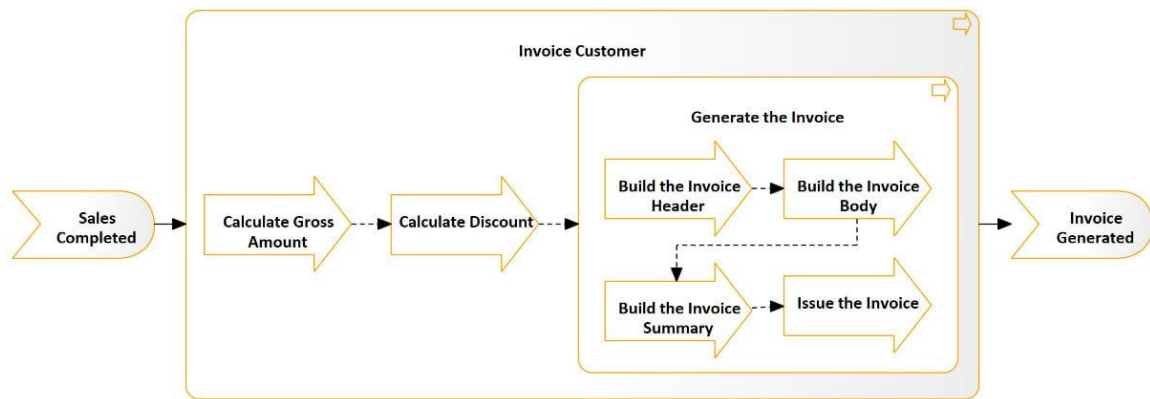 Invoice Customer
Generate the Invoice
Sales
Completed
Calculate Gross
Amount
Calculate Discount
Build the Invoice
Header
Build the Invoice
Body
Build the Invoice
Summary
Issue the Invoice
Invoice
Generated